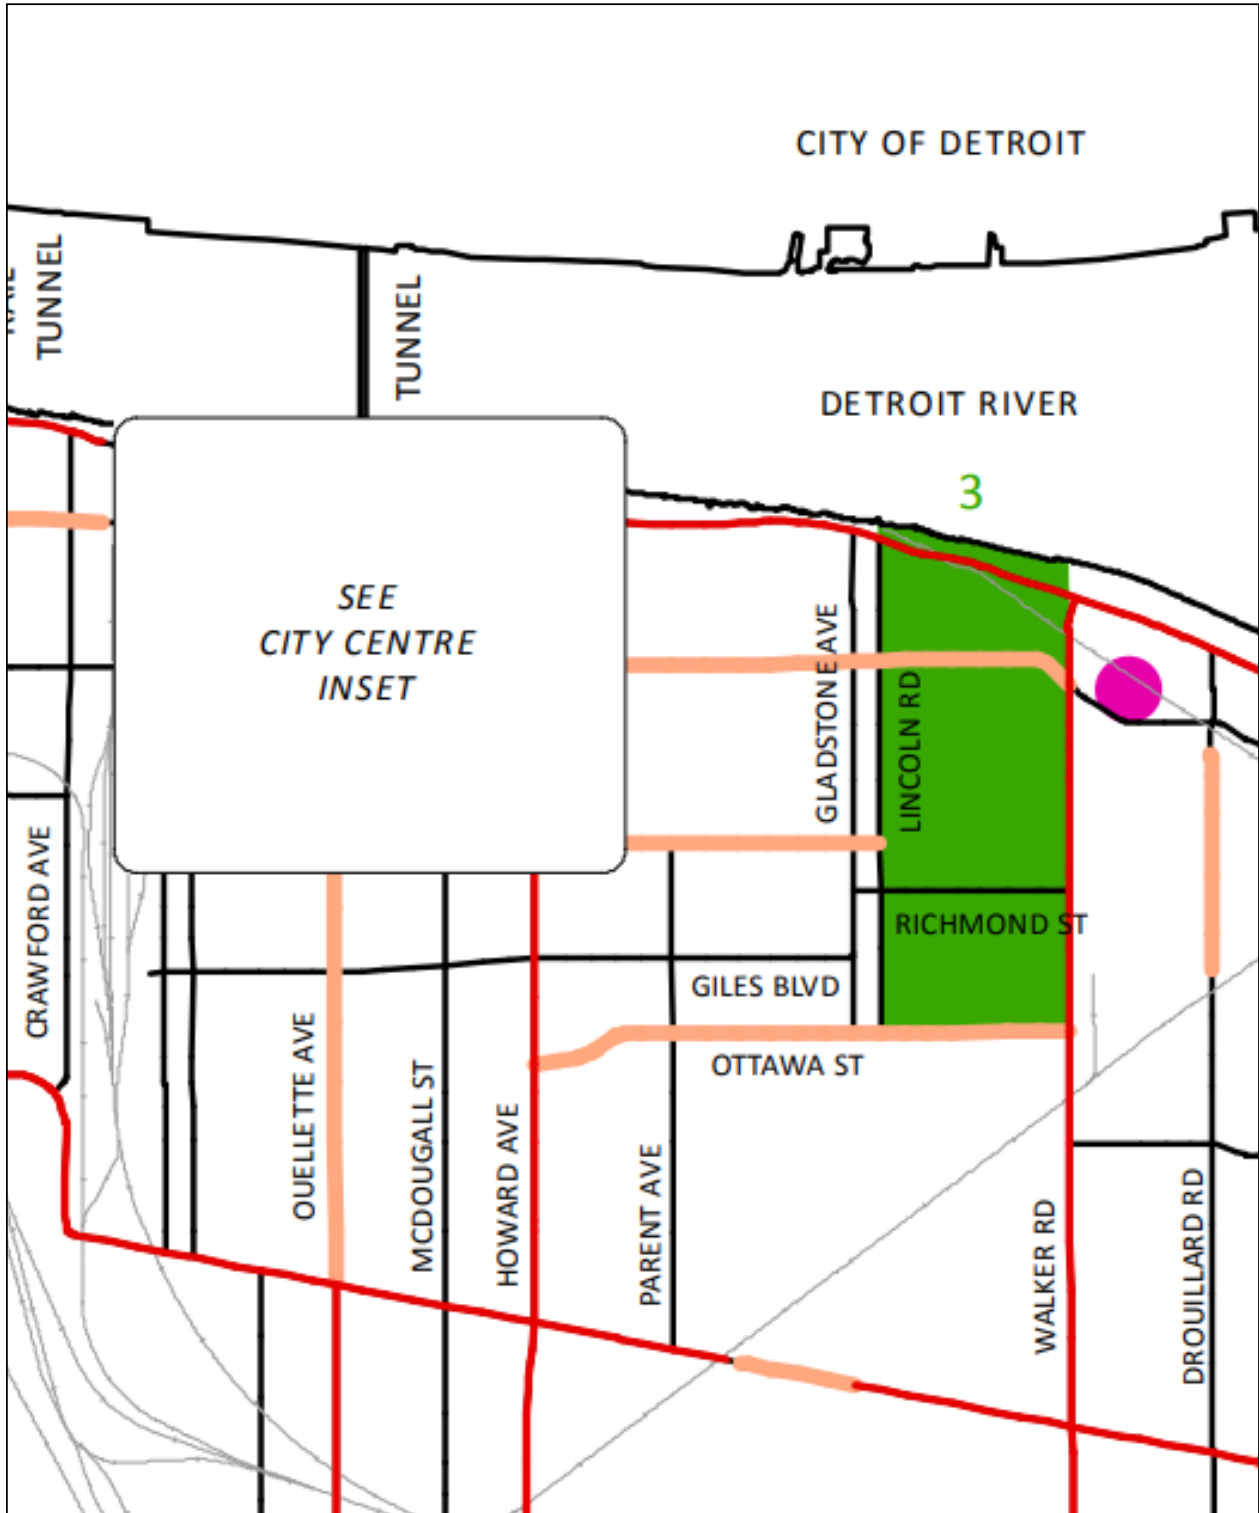 CITY OF DETROIT
TUNNEL
TUNNEL
DETROIT RIVER
3
SEE
CITY CENTRE
INSET
GLADSTONE AVE
LINCOLN RD
CRAWFORD AVE
RICHMOND ST
GILES BLVD
OTTAWA ST
OUELLETTE AVE
MCDOUGALL ST
HOWARD AVE
PARENT AVE
WALKER RD
DROUILLARD RD